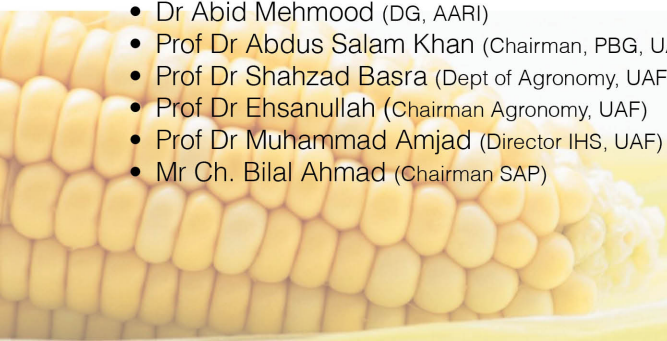 • Dr Abid Mehmood (DG, AARI)
• Prof Dr Abdus Salam Khan (Chairman, PBG,
• Prof Dr Shahzad Basra (Dept of Agronomy, UAF
• Prof Dr Ehsanullah (Chairman Agronomy, UAF)
• Prof Dr Muhammad Amjad (Director IHS, UAF)
• Mr Ch. Bilal Ahmad (Chairman SAP)